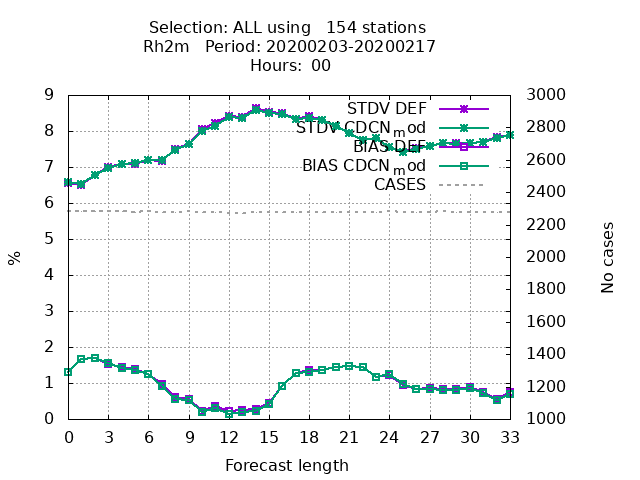 Selection: ALL using   154 stations
Rh2m   Period: 20200203-20200217
Hours: 00
STDV DEF
STDV CDCN_mod
BIAS DEF
BIAS CDCN_mod
CASES
%
9
8
7
6
5
4
3
2
1
0
3000
2800
2600
2400
2200
2000
1800
1600
1400
1200
1000
No cases
0 3 6 9 12 15 18 21 24 27 30 33
Forecast length